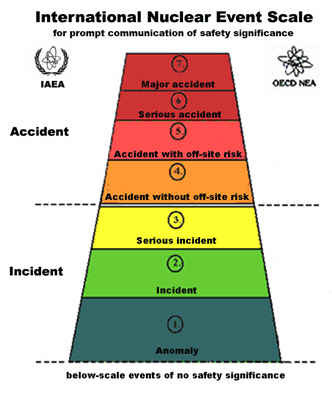 International Nuclear Event Scale
for prompt communication of safety significance
IAEA
OECD NEA
7.
Major accident
6
Serious accident
Accident
5.
Accident with off-site risk
4.
Accident without off-site risk
3.
Serious incident
Incident
2.
Incident
1.
Anomaly
below-scale events of no safety significance